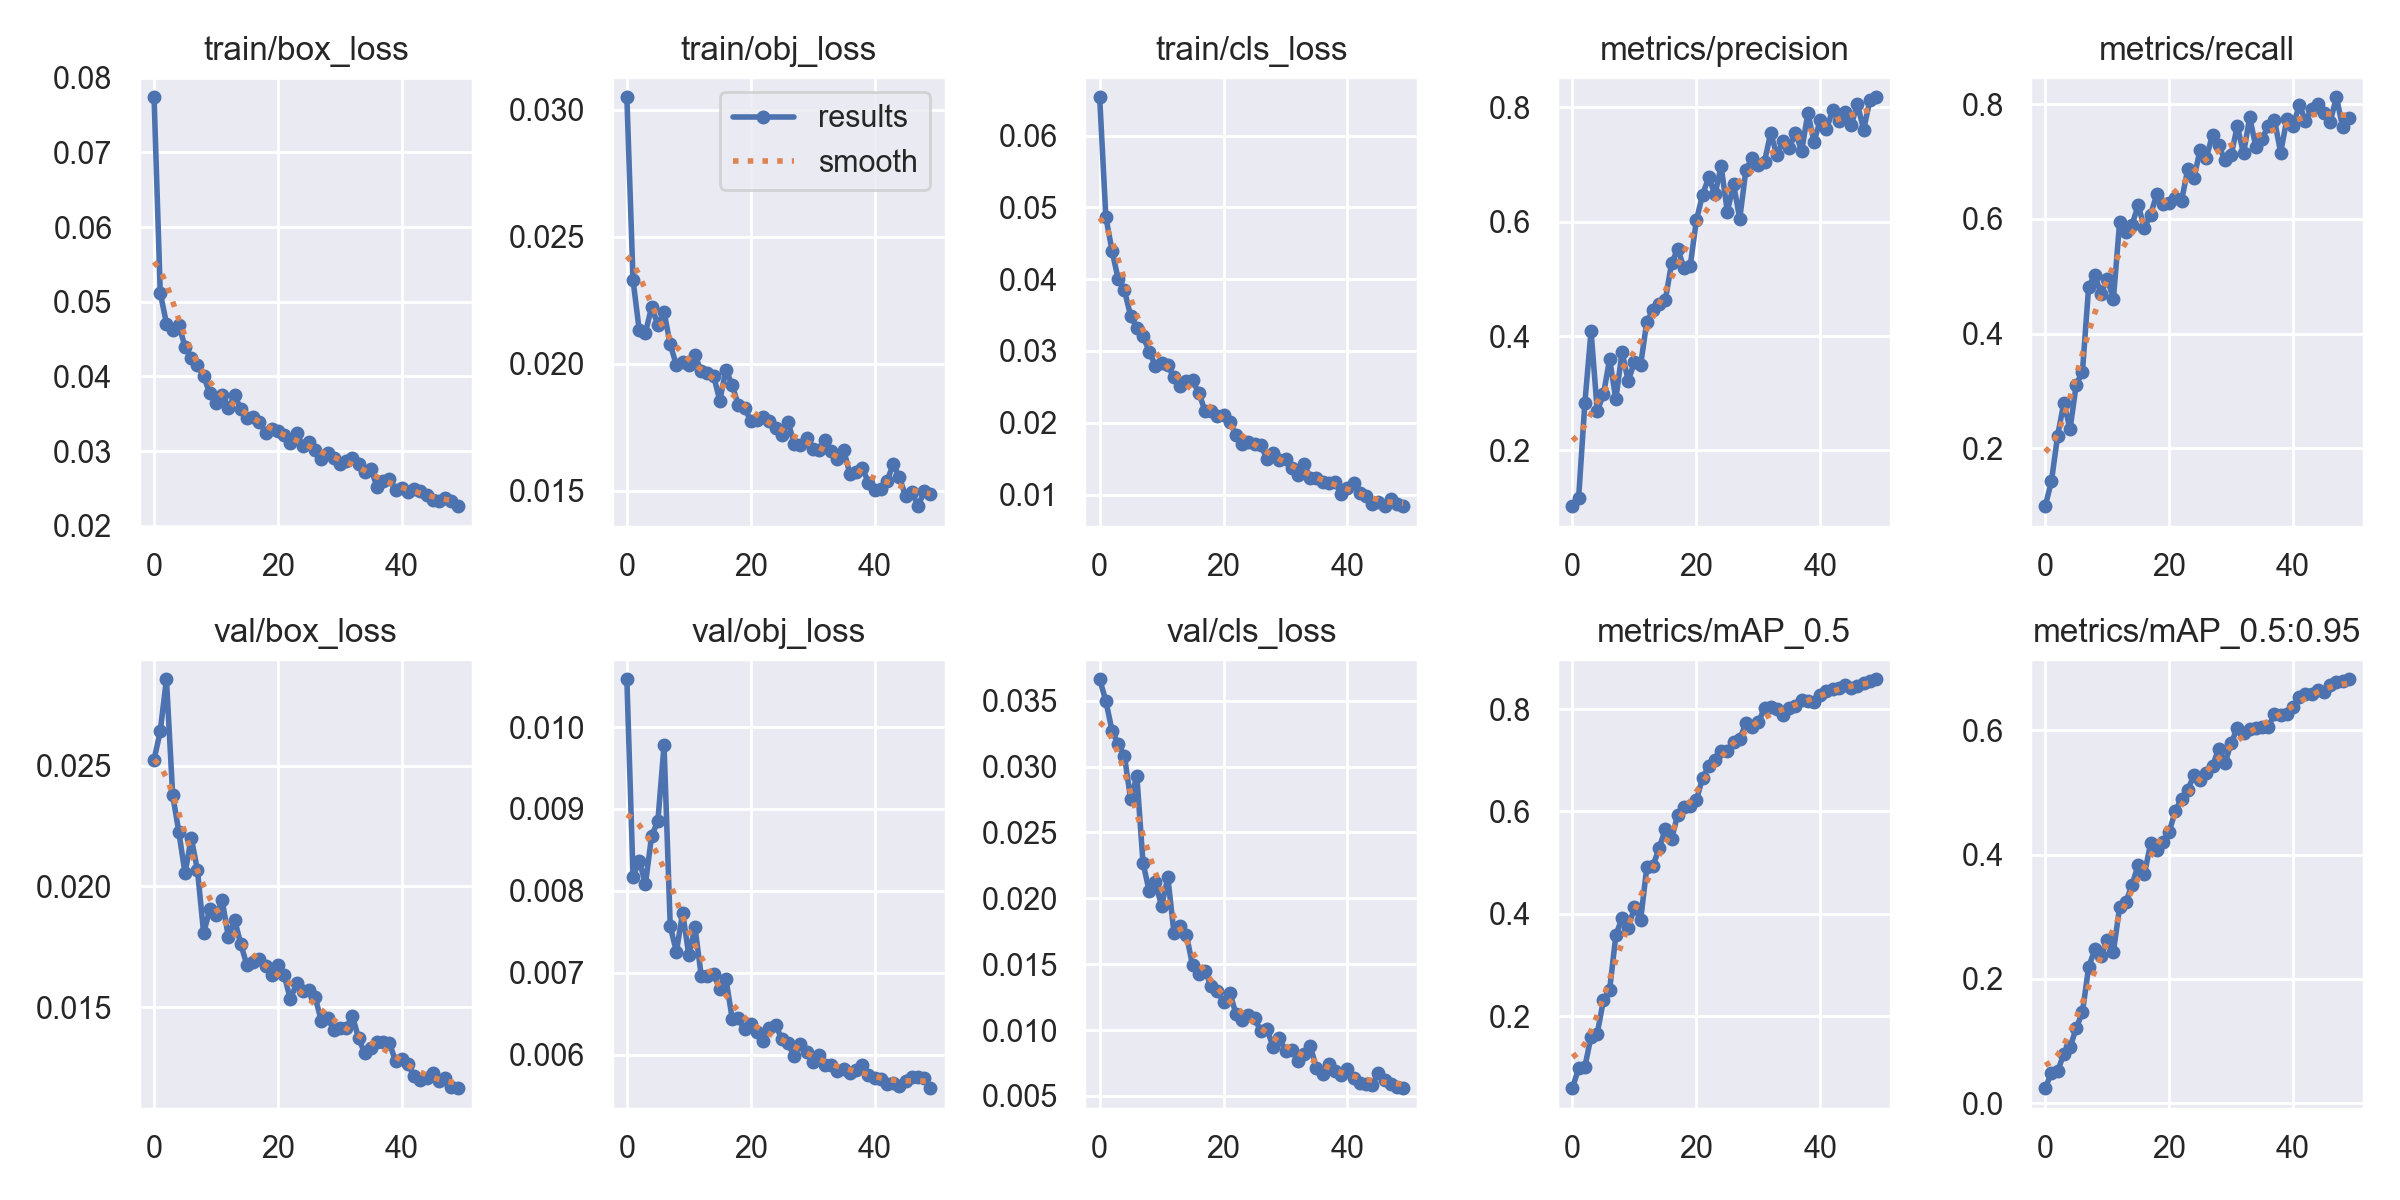 train/box_loss
0.08
0.07
0.06
0.05
0.04
0.03
0.02
0 20 40
train/obj_loss
results
smooth
0.030
0.025
0.020
0.015
0 20 40
train/cls_loss
0.06
0.05
0.04
0.03
0.02
0.01
0 20 40
metrics/precision
0.8
0.6
0.4
0.2
0 20 40
metrics/recall
0.8
0.6
0.4
0.2
0 20 40
val/box_loss
0.025
0.020
0.015
0 20 40
val/obj_loss
0.010
0.009
0.008
0.007
0.006
0 20 40
val/cls_loss
0.035
0.030
0.025
0.020
0.015
0.010
0.005
0 20 40
metrics/mAP_0.5
0.8
0.6
0.4
0.2
0 20 40
metrics/mAP_0.5:0.95
0.6
0.4
0.2
0.0
0 20 40